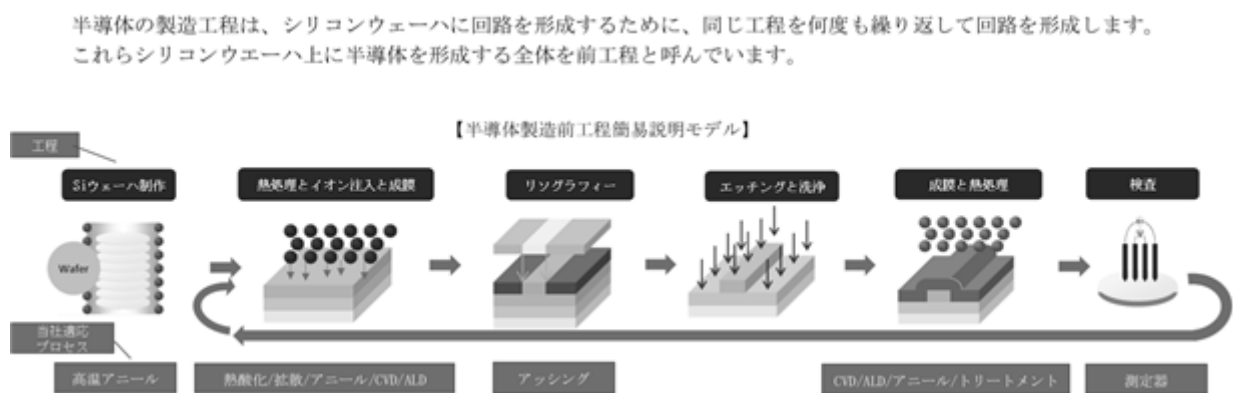 半導体の製造工程は、シリコンウェーハに回路を形成するために、同じ工程を何度も繰り返して回路を形成します。
これらシリコンウエーハ上に半導体を形成する全体を前工程と呼んでいます。
【半導体製造前工程簡易説明モデル】
工程
Siウェーハ制作
熱処理とイオン注入と成膜
リソグラフィー
エッチングと洗浄
成膜と熱処理
検査
Wafer
当社適応
プロセス
高温アニール
熱酸化/拡散/アニール/CVD/ALD
アッシング
CVD/ALD/アニール/トリートメント
測定器